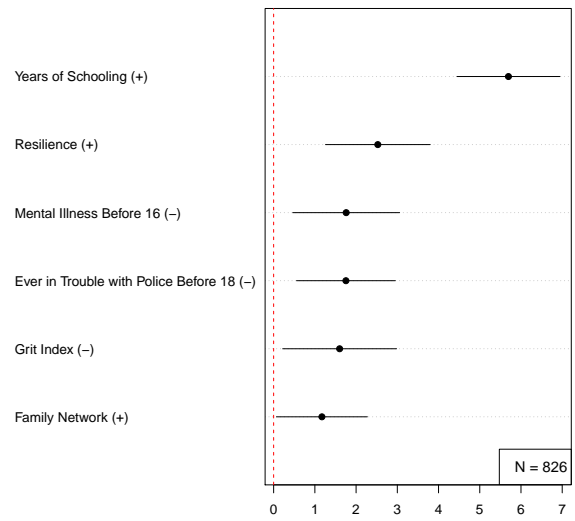 Years of Schooling (+)
Resilience (+)
Mental Illness Before 16 (−)
Ever in Trouble with Police Before 18 (−)
Grit Index (−)
Family Network (+)
N = 826
0 1 2 3 4 5 6 7